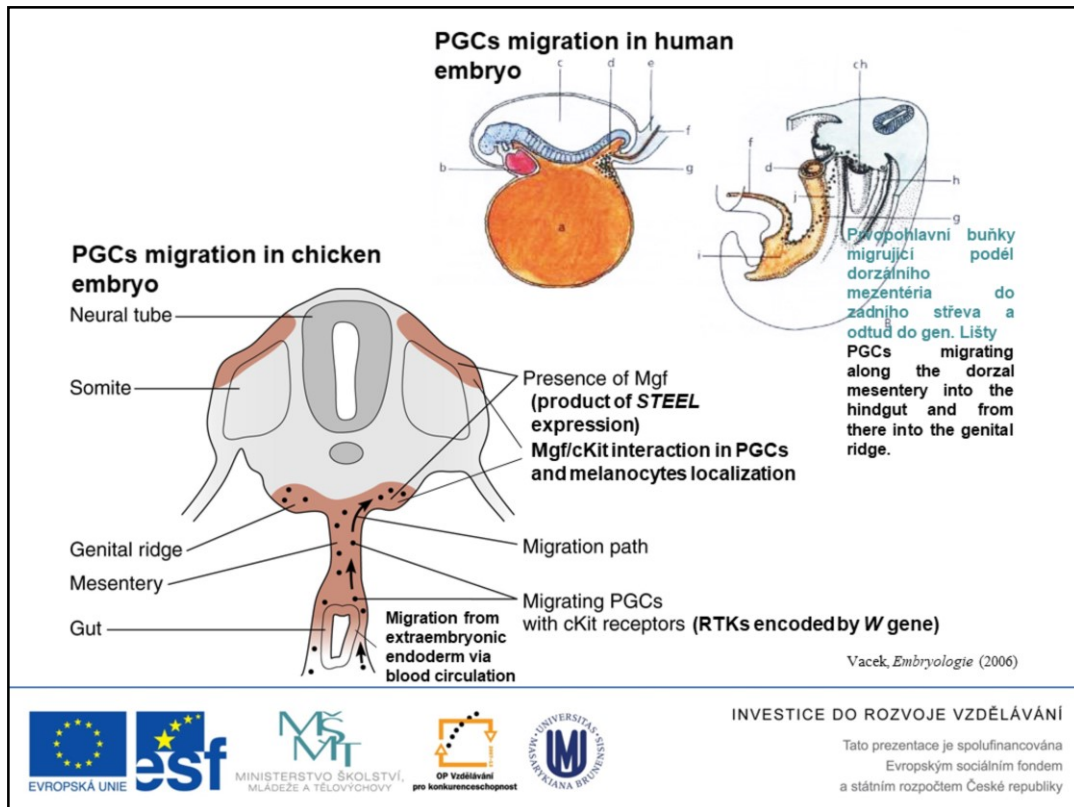 PGCs migration in human
embryo
c
d
e
f
b
g
a
ch
f
d
h
j
g
i
B
Prvopohlavní buňky
migrující podél
dorzálního
mezentéria do
zadního střeva a
odtud do gen. Lišty
PGCs migrating
along the dorzal
mesentery into the
hindgut and from
there into the genital
ridge.
PGCs migration in chicken
embryo
Neural tube
Somite
Presence of Mgf
(product of STEEL
expression)
Mgf/cKit interaction in PGCs
and melanocytes localization
Genital ridge
Mesentery
Gut
Migration path
Migrating PGCs
with cKit receptors (RTKs encoded by W gene)
Migration from
extraembryonic
endoderm via
blood circulation
Vacek, Embryologie (2006)
EVROPSKÁ UNIE
esf
MŠMT
MINISTERSTVO ŠKOLSTVÍ,
MLÁDEŽE A TĚLOVÝCHOVY
OP Vzdělávání
pro konkurenceschopnost
UNIVERSITAS
MASARYKIANA BRUNENSIS
INVESTICE DO ROZVOJE VZDĚLÁVÁNÍ
Tato prezentace je spolufinancována
Evropským sociálním fondem
a státním rozpočtem České republiky